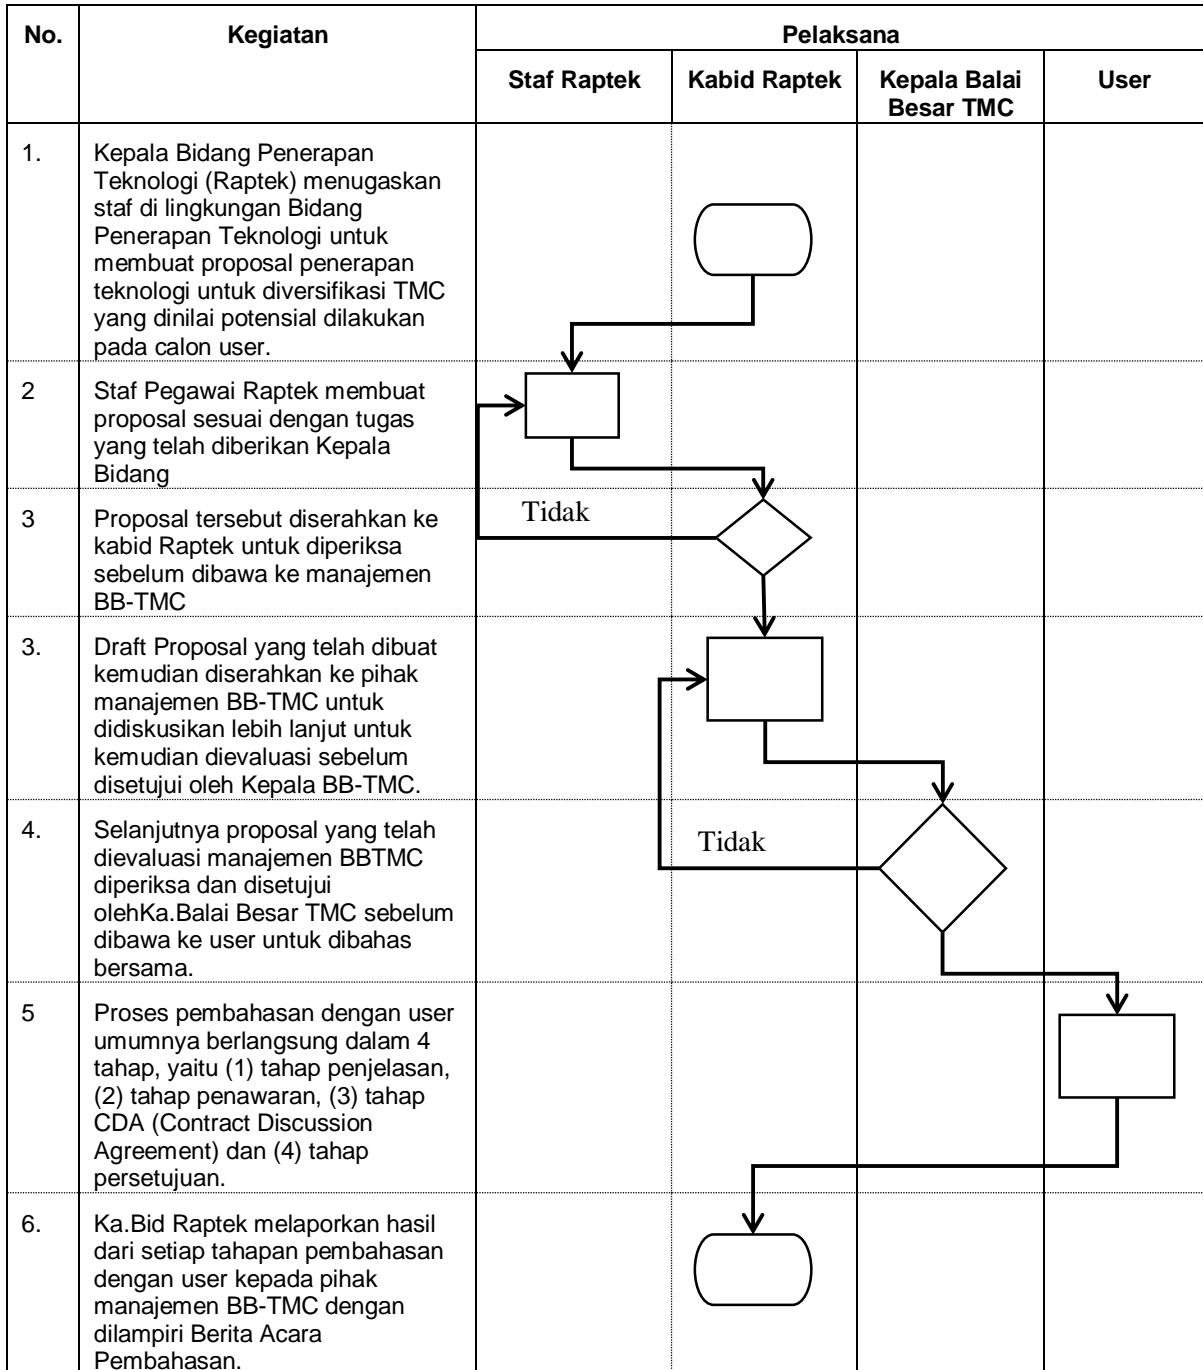 No. Kegiatan Pelaksana
Staf Raptek Kabid Raptek Kepala Balai User
Besar TMC
1. Kepala Bidang Penerapan
Teknologi (Raptek) menugaskan
staf di lingkungan Bidang
Penerapan Teknologi untuk
membuat proposal penerapan
teknologi untuk diversifikasi TMC
yang dinilai potensial dilakukan
pada calon user.
2 Staf Pegawai Raptek membuat
proposal sesuai dengan tugas
yang telah diberikan Kepala
Bidang
3 Proposal tersebut diserahkan ke
kabid Raptek untuk diperiksa
sebelum dibawa ke manajemen
BB-TMC
Tidak
3. Draft Proposal yang telah dibuat
kemudian diserahkan ke pihak
manajemen BB-TMC untuk
didiskusikan lebih lanjut untuk
kemudian dievaluasi sebelum
disetujui oleh Kepala BB-TMC.
4. Selanjutnya proposal yang telah
dievaluasi manajemen BBTMC
diperiksa dan disetujui
olehKa.Balai Besar TMC sebelum
dibawa ke user untuk dibahas
bersama.
Tidak
5 Proses pembahasan dengan user
umumnya berlangsung dalam 4
tahap, yaitu (1) tahap penjelasan,
(2) tahap penawaran, (3) tahap
CDA (Contract Discussion
Agreement) dan (4) tahap
persetujuan.
6. Ka.Bid Raptek melaporkan hasil
dari setiap tahapan pembahasan
dengan user kepada pihak
manajemen BB-TMC dengan
dilampiri Berita Acara
Pembahasan.